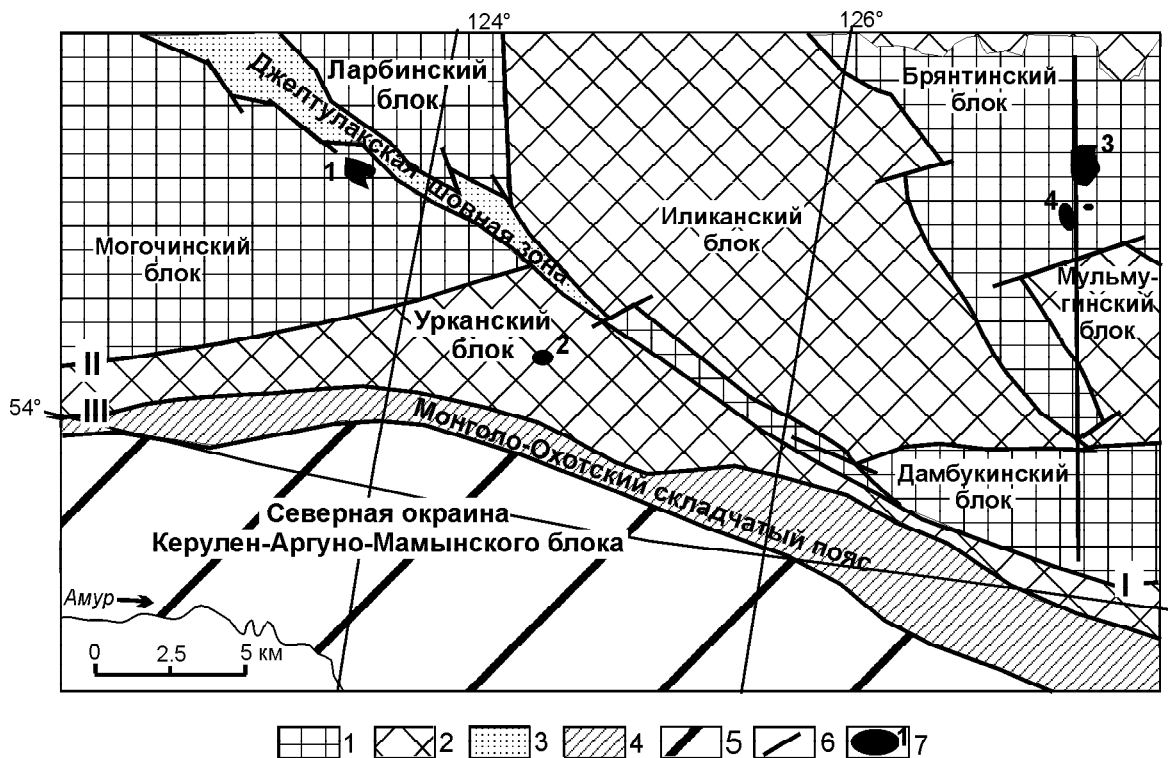 124°
126°
Джелтулакская шовная зона
Ларбинский
блок
Брянтинский
блок
1
3
4
Могочинский
блок
Иликанский
блок
Мульму-
гинский
блок
Урканский
блок
2
II
54°
III
Монголо-Охотский складчатый пояс
Дамбукинский
блок
Северная окраина
Керулен-Аргуно-Мамынского блока
I
Амур
0 2.5 5 км
1 2 3 4 5 6 1 7